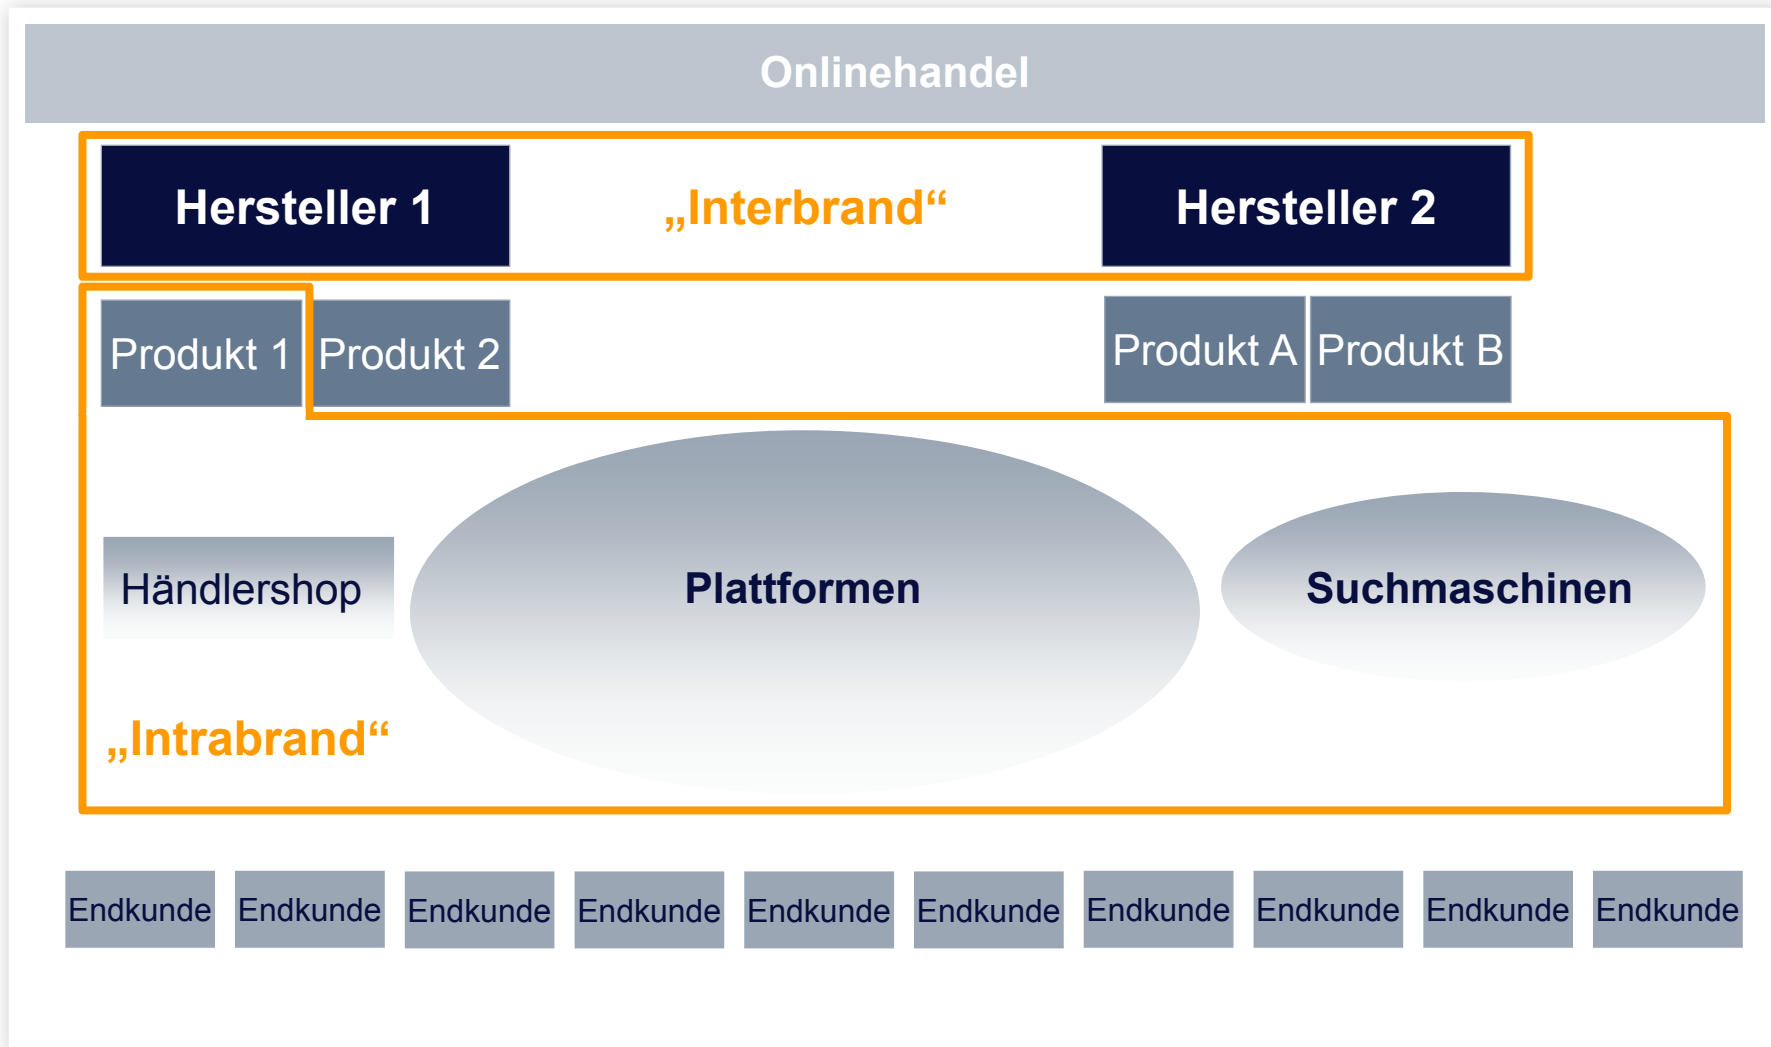 Onlinehandel
Hersteller 1
„Interbrand“
Hersteller 2
Produkt 1
Produkt 2
Produkt A
Produkt B
Händlershop
Plattformen
Suchmaschinen
„Intrabrand“
Endkunde
Endkunde
Endkunde
Endkunde
Endkunde
Endkunde
Endkunde
Endkunde
Endkunde
Endkunde